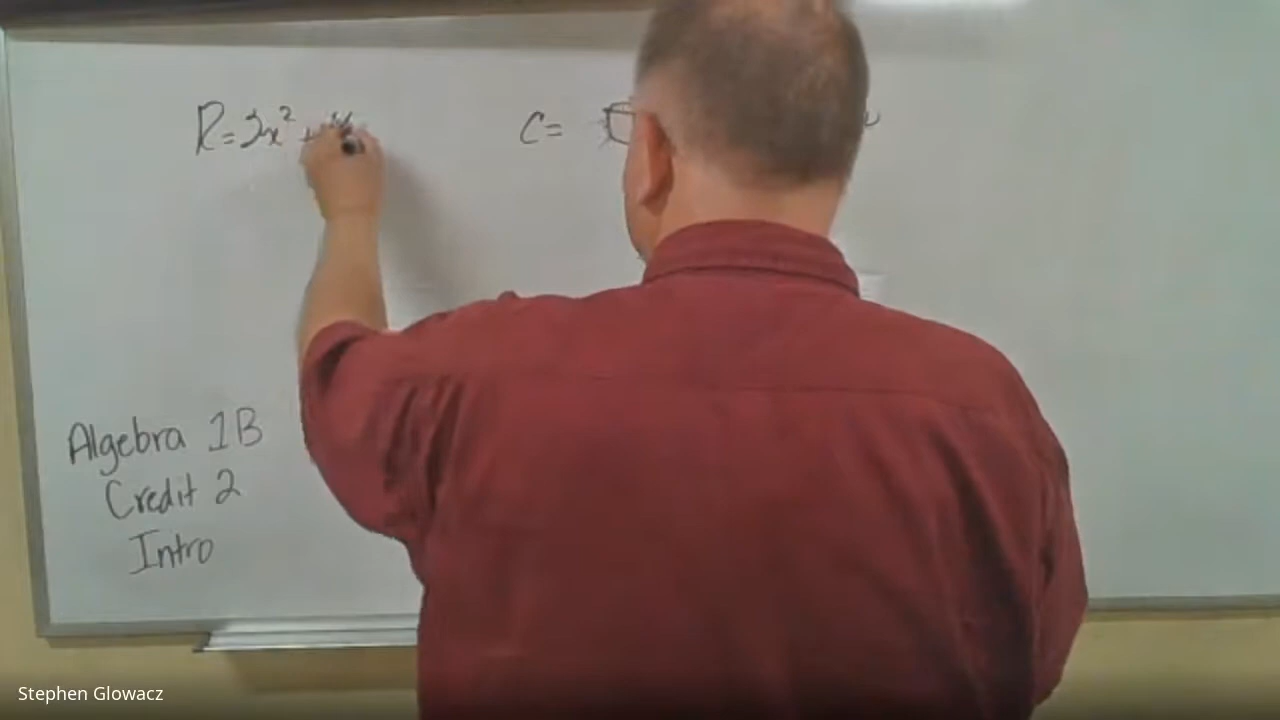 R=3x²+
C=
Algebra 1B
Credit 2
Intro
Stephen Glowacz